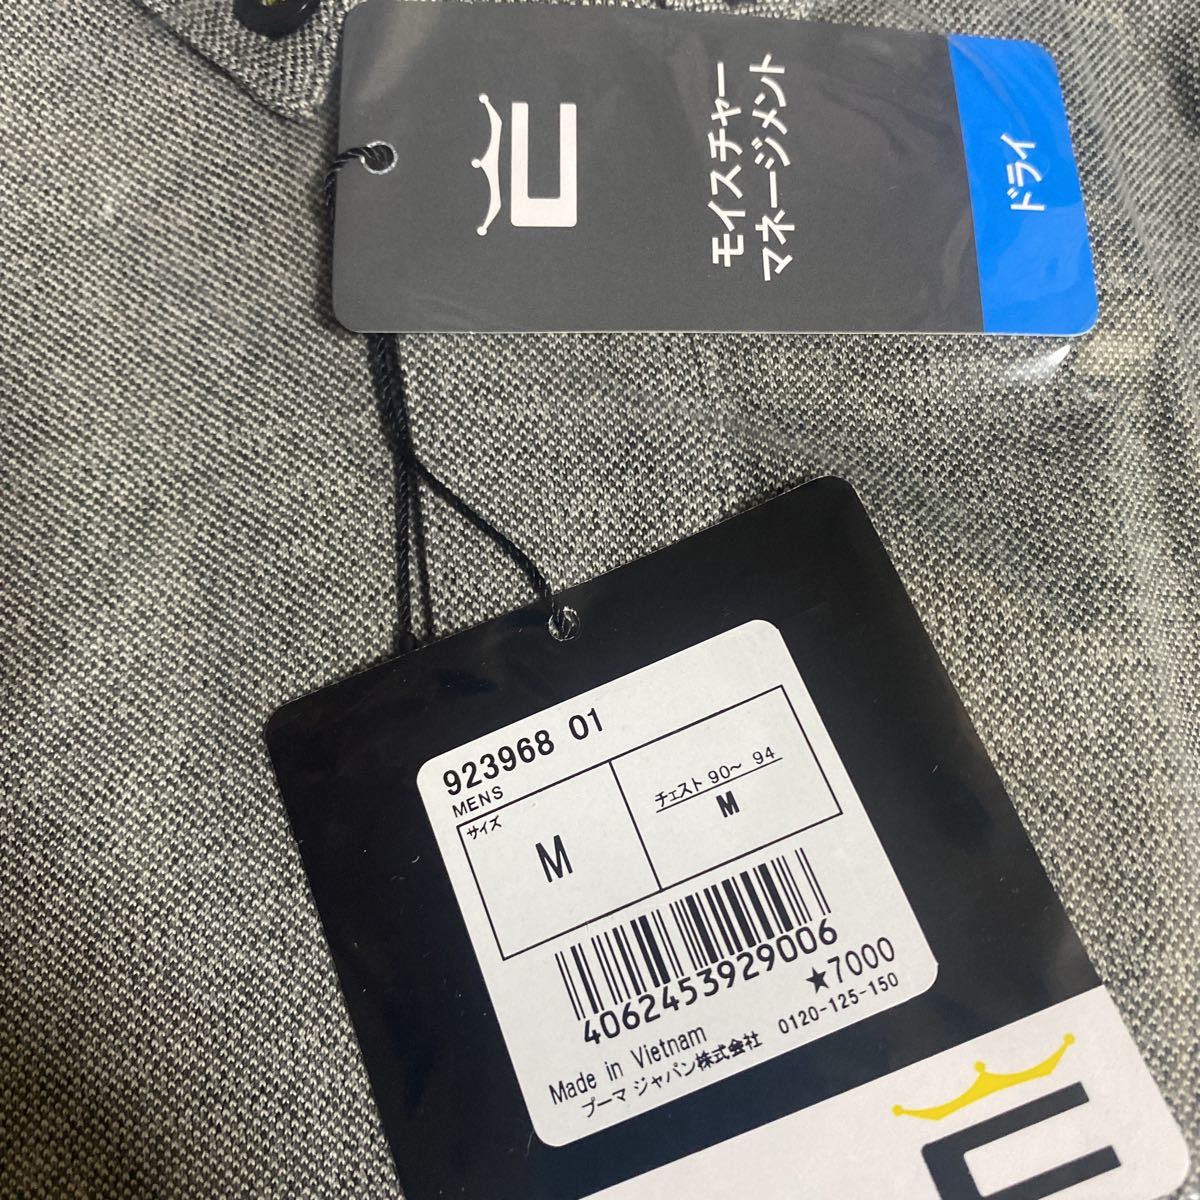 モイスチャー
マネージメント
ドライ
923968 01
MENS
サイズ
M
チェスト 90～ 94
M
4062453929006
★7000
Made in Vietnam
プーマ ジャパン株式会社 0120-125-150